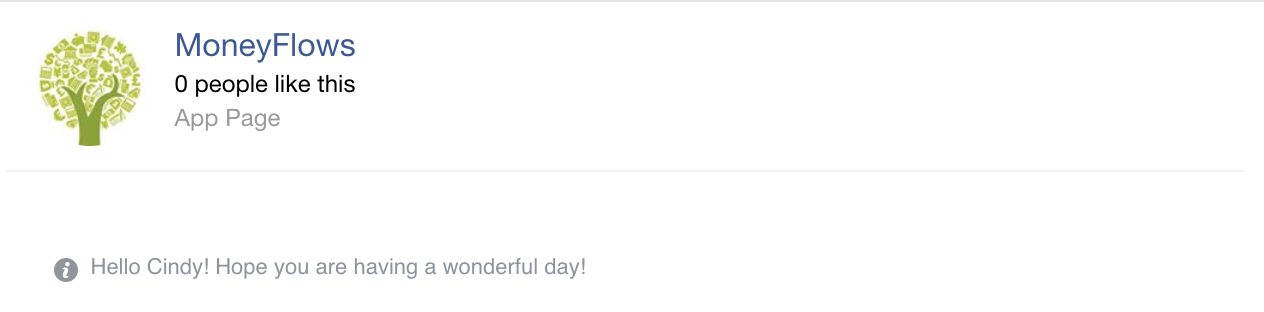 MoneyFlows
0 people like this
App Page
Hello Cindy! Hope you are having a wonderful day!